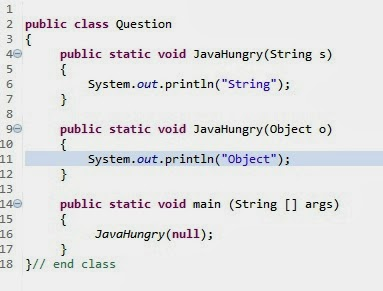 1
2 public class Question
3 {
4 public static void JavaHungry(String s)
5 {
6 System.out.println("String");
7 }
8
9 public static void JavaHungry(Object o)
10 {
11 System.out.println("Object");
12 }
13
14 public static void main (String [] args)
15 {
16 JavaHungry(null);
17 }
18 }// end class